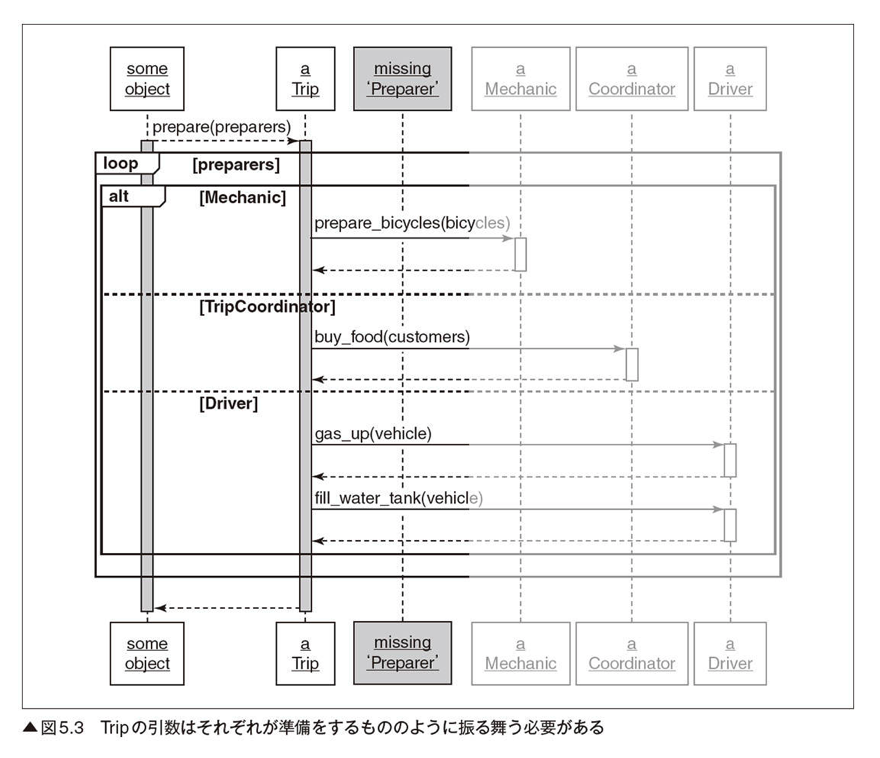 some
object
a
Trip
missing
‘Preparer’
a
Mechanic
a
Coordinator
a
Driver
prepare(preparers)
loop
[preparers]
alt
[Mechanic]
prepare_bicycles(bicycles)
[TripCoordinator]
buy_food(customers)
[Driver]
gas_up(vehicle)
fill_water_tank(vehicle)
some
object
a
Trip
missing
‘Preparer’
a
Mechanic
a
Coordinator
a
Driver
▲図5.3 Tripの引数はそれぞれが準備をするもののように振る舞う必要がある